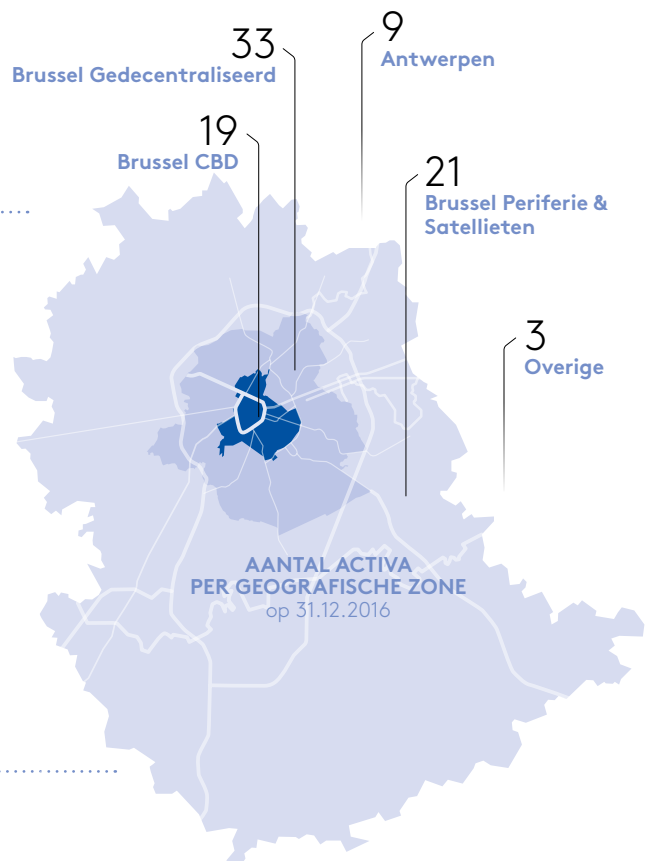 33
Brussel Gedecentraliseerd
9
Antwerpen
19
Brussel CBD
21
Brussel Periferie &
Satellieten
3
Overige
AANTAL ACTIVA
PER GEOGRAFISCHE ZONE
op 31.12.2016